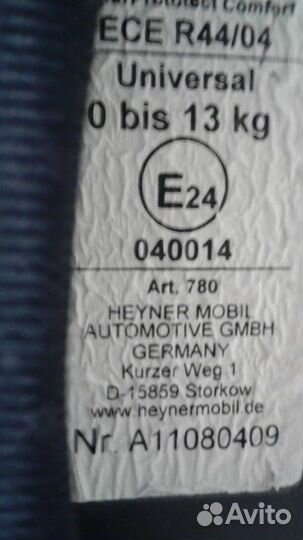 Comfort
ECE R44/04
Universal
0 bis 13 kg
E24
040014
Art. 780
HEYNER MOBIL
AUTOMOTIVE GMBH
GERMANY
Kurzer Weg 1
D-15859 Storkow
www.heynermobil.de
Nr. A11080409
Avito